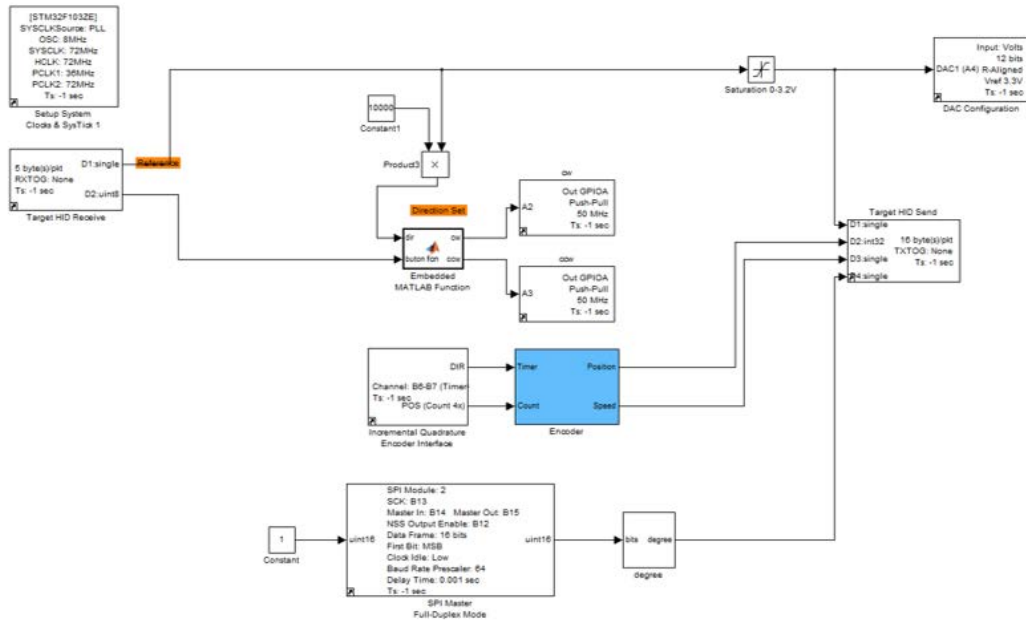 [STM32F103ZE]
SYSCLKSource: PLL
OSC: 8MHz
SYSCLK: 72MHz
HCLK: 72MHz
PCLK1: 36MHz
PCLK2: 72MHz
Ts: -1 sec
Setup System
Clocks & SysTick 1
Input: Volts
12 bits
DAC1 (A4) R-Aligned
Vref 3.3V
Ts: -1 sec
DAC Configuration
Saturation 0-3.2V
10000
Constant1
Product3
×
D1:single
5 byte(s)/pkt
RXTOG: None
Ts: -1 sec
D2:uint8
Target HID Receive
Reference
Direction Set
dir
buton
fcn
cw
ccw
Embedded
MATLAB Function
cw
Out GPIOA
Push-Pull
A2
50 MHz
Ts: -1 sec
ccw
Out GPIOA
Push-Pull
A3
50 MHz
Ts: -1 sec
Target HID Send
D1:single
D2:int32
D3:single
D4:single
16 byte(s)/pkt
TXTOG: None
Ts: -1 sec
DIR
Channel: B6-B7 (Timer
Ts: -1 sec
POS (Count 4x)
Incremental Quadrature
Encoder Interface
Timer
Position
Count
Speed
Encoder
SPI Module: 2
SCK: B13
Master In: B14 Master Out: B15
NSS Output Enable: B12
Data Frame: 16 bits
First Bit: MSB
Clock Idle: Low
Baud Rate Prescaler: 64
Delay Time: 0.001 sec
Ts: -1 sec
uint16
uint16
SPI Master
Full-Duplex Mode
1
Constant
bits
degree
degree